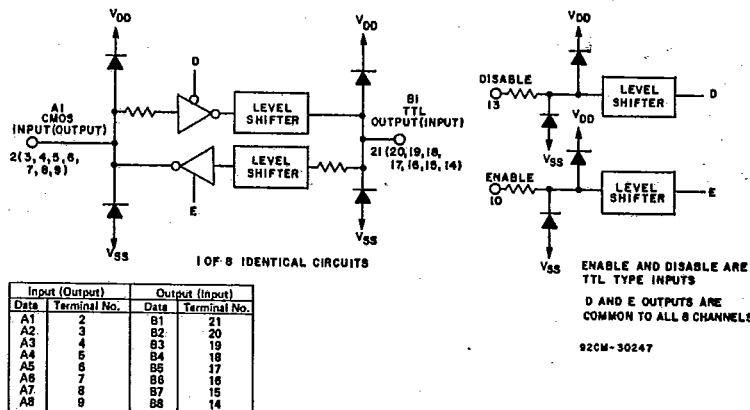 VDD
D
A1
CMOS
INPUT(OUTPUT)
2(3,4,5,6,
7,8,9)
LEVEL
SHIFTER
LEVEL
SHIFTER
E
VSS
VDD
B1
TTL
OUTPUT(INPUT)
21(20,19,18,
17,16,15,14)
VSS
1 OF 8 IDENTICAL CIRCUITS
VDD
DISABLE
13
LEVEL
SHIFTER
D
VSS
VDD
ENABLE
10
LEVEL
SHIFTER
E
VSS
ENABLE AND DISABLE ARE
TTL TYPE INPUTS
D AND E OUTPUTS ARE
COMMON TO ALL 8 CHANNELS
92CM-30247
Input (Output) Output (Input)
Data Terminal No. Data Terminal No.
A1 2 B1 21
A2 3 B2 20
A3 4 B3 19
A4 5 B4 18
A5 6 B5 17
A6 7 B6 16
A7 8 B7 15
A8 9 B8 14